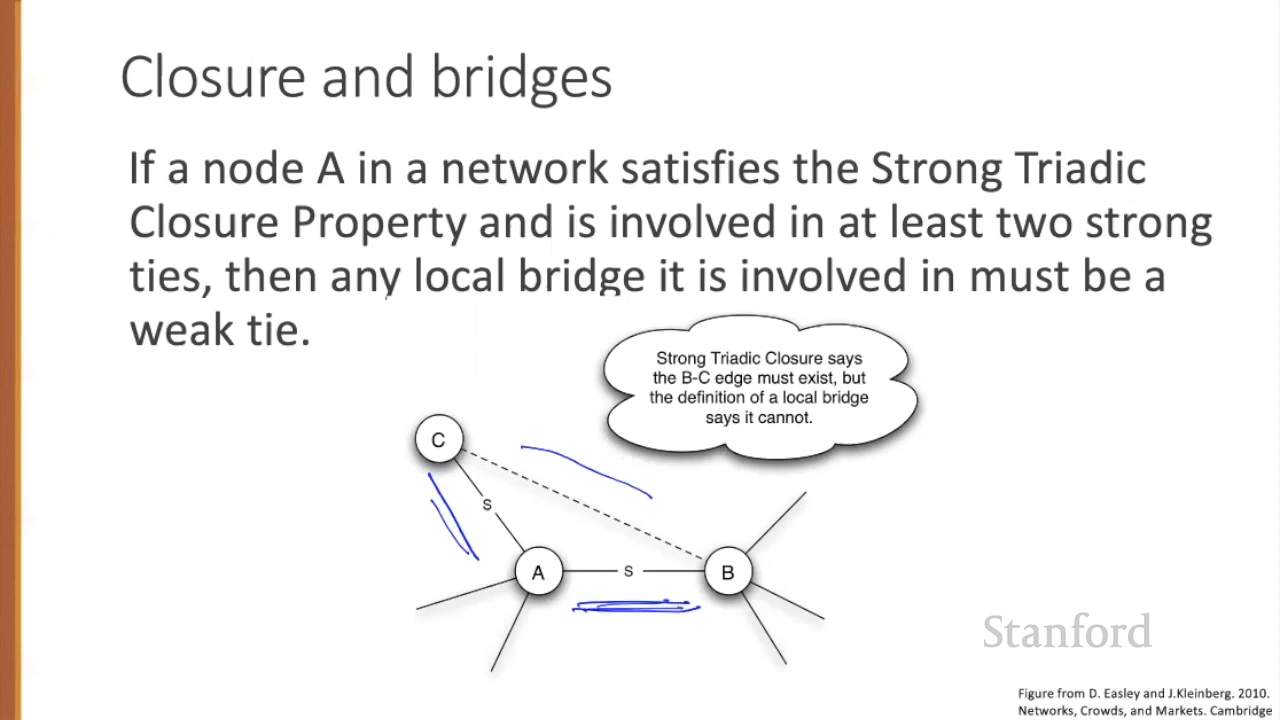 Closure and bridges
If a node A in a network satisfies the Strong Triadic
Closure Property and is involved in at least two strong
ties, then any local bridge it is involved in must be a
weak tie.
Strong Triadic Closure says
the B-C edge must exist, but
the definition of a local bridge
says it cannot.
C
S
A
S
B
Stanford
Figure from D. Easley and J.Kleinberg. 2010.
Networks, Crowds, and Markets. Cambridge